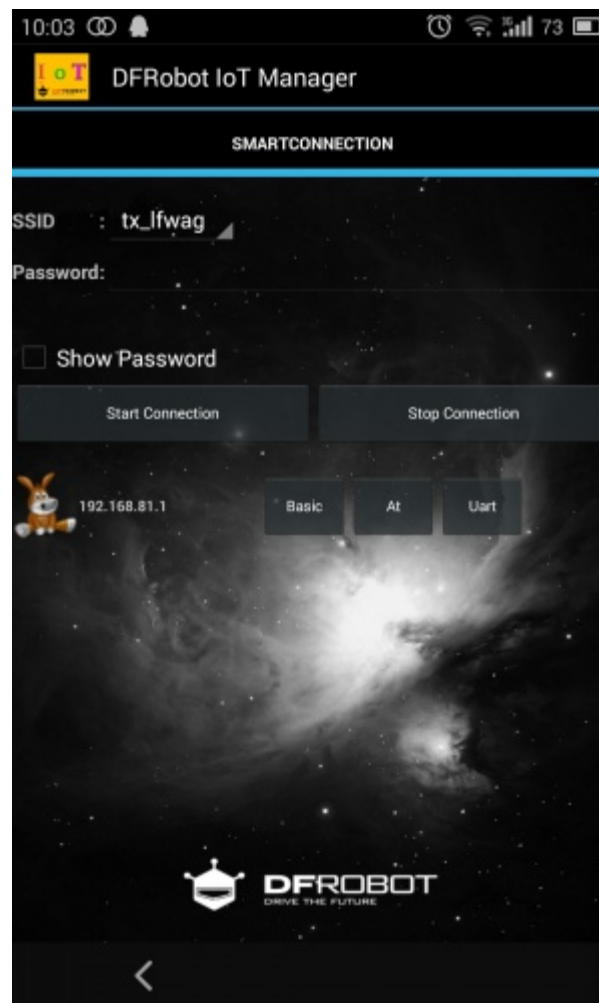 10:03 3G 73
IoT DFRobot IoT Manager
SMARTCONNECTION
SSID : tx_lfwag
Password:
Show Password
Start Connection Stop Connection
192.168.81.1 Basic At Uart
DFROBOT
DRIVE THE FUTURE